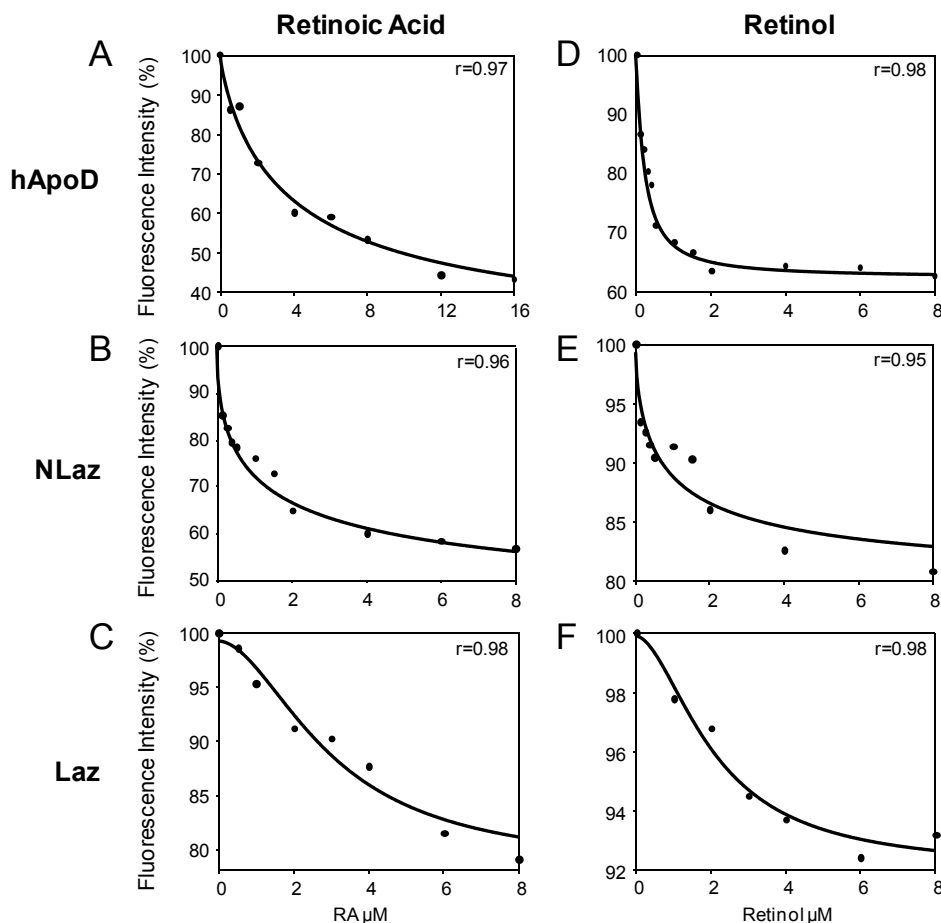 Retinoic Acid
Retinol
A
D
r=0.97
r=0.98
Fluorescence Intensity (%)
hApoD
100
90
80
70
60
50
40
0
4
8
12
16
100
90
80
70
60
0
2
4
6
8
B
E
r=0.96
r=0.95
Fluorescence Intensity (%)
NLaz
100
90
80
70
60
50
0
2
4
6
8
100
95
90
85
80
0
2
4
6
8
C
F
r=0.98
r=0.98
Fluorescence Intensity (%)
Laz
100
95
90
85
80
0
2
4
6
8
RA µM
100
98
96
94
92
0
2
4
6
8
Retinol µM